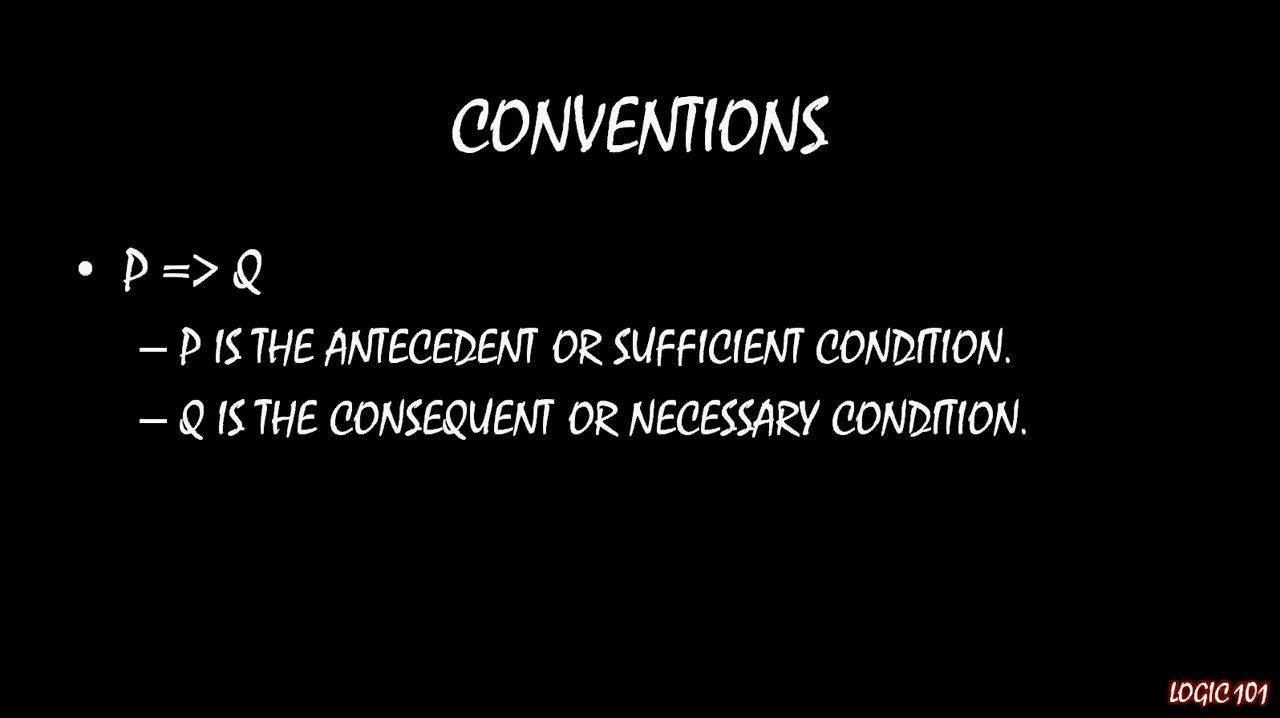 CONVENTIONS
• P => Q
– P IS THE ANTECEDENT OR SUFFICIENT CONDITION.
– Q IS THE CONSEQUENT OR NECESSARY CONDITION.
LOGIC 101